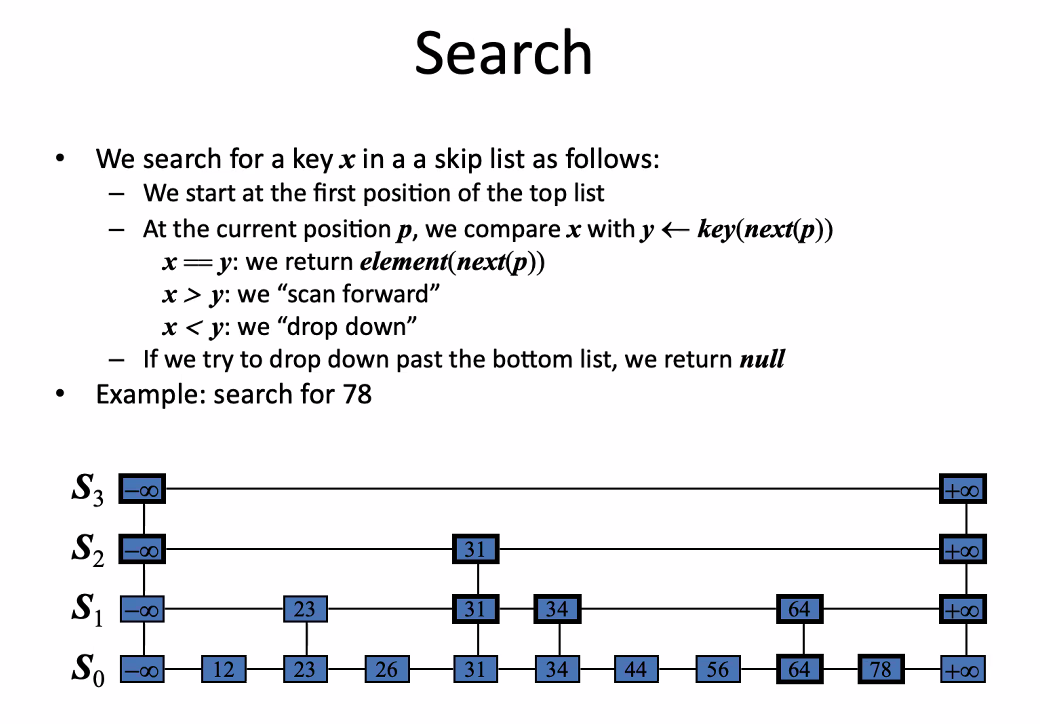 Search
• We search for a key x in a a skip list as follows:
– We start at the first position of the top list
– At the current position p, we compare x with y ← key(next(p))
x == y: we return element(next(p))
x > y: we “scan forward”
x < y: we “drop down”
– If we try to drop down past the bottom list, we return null
• Example: search for 78
S3 −∞ +∞
S2 −∞ 31 +∞
S1 −∞ 23 31 34 64 +∞
S0 −∞ 12 23 26 31 34 44 56 64 78 +∞